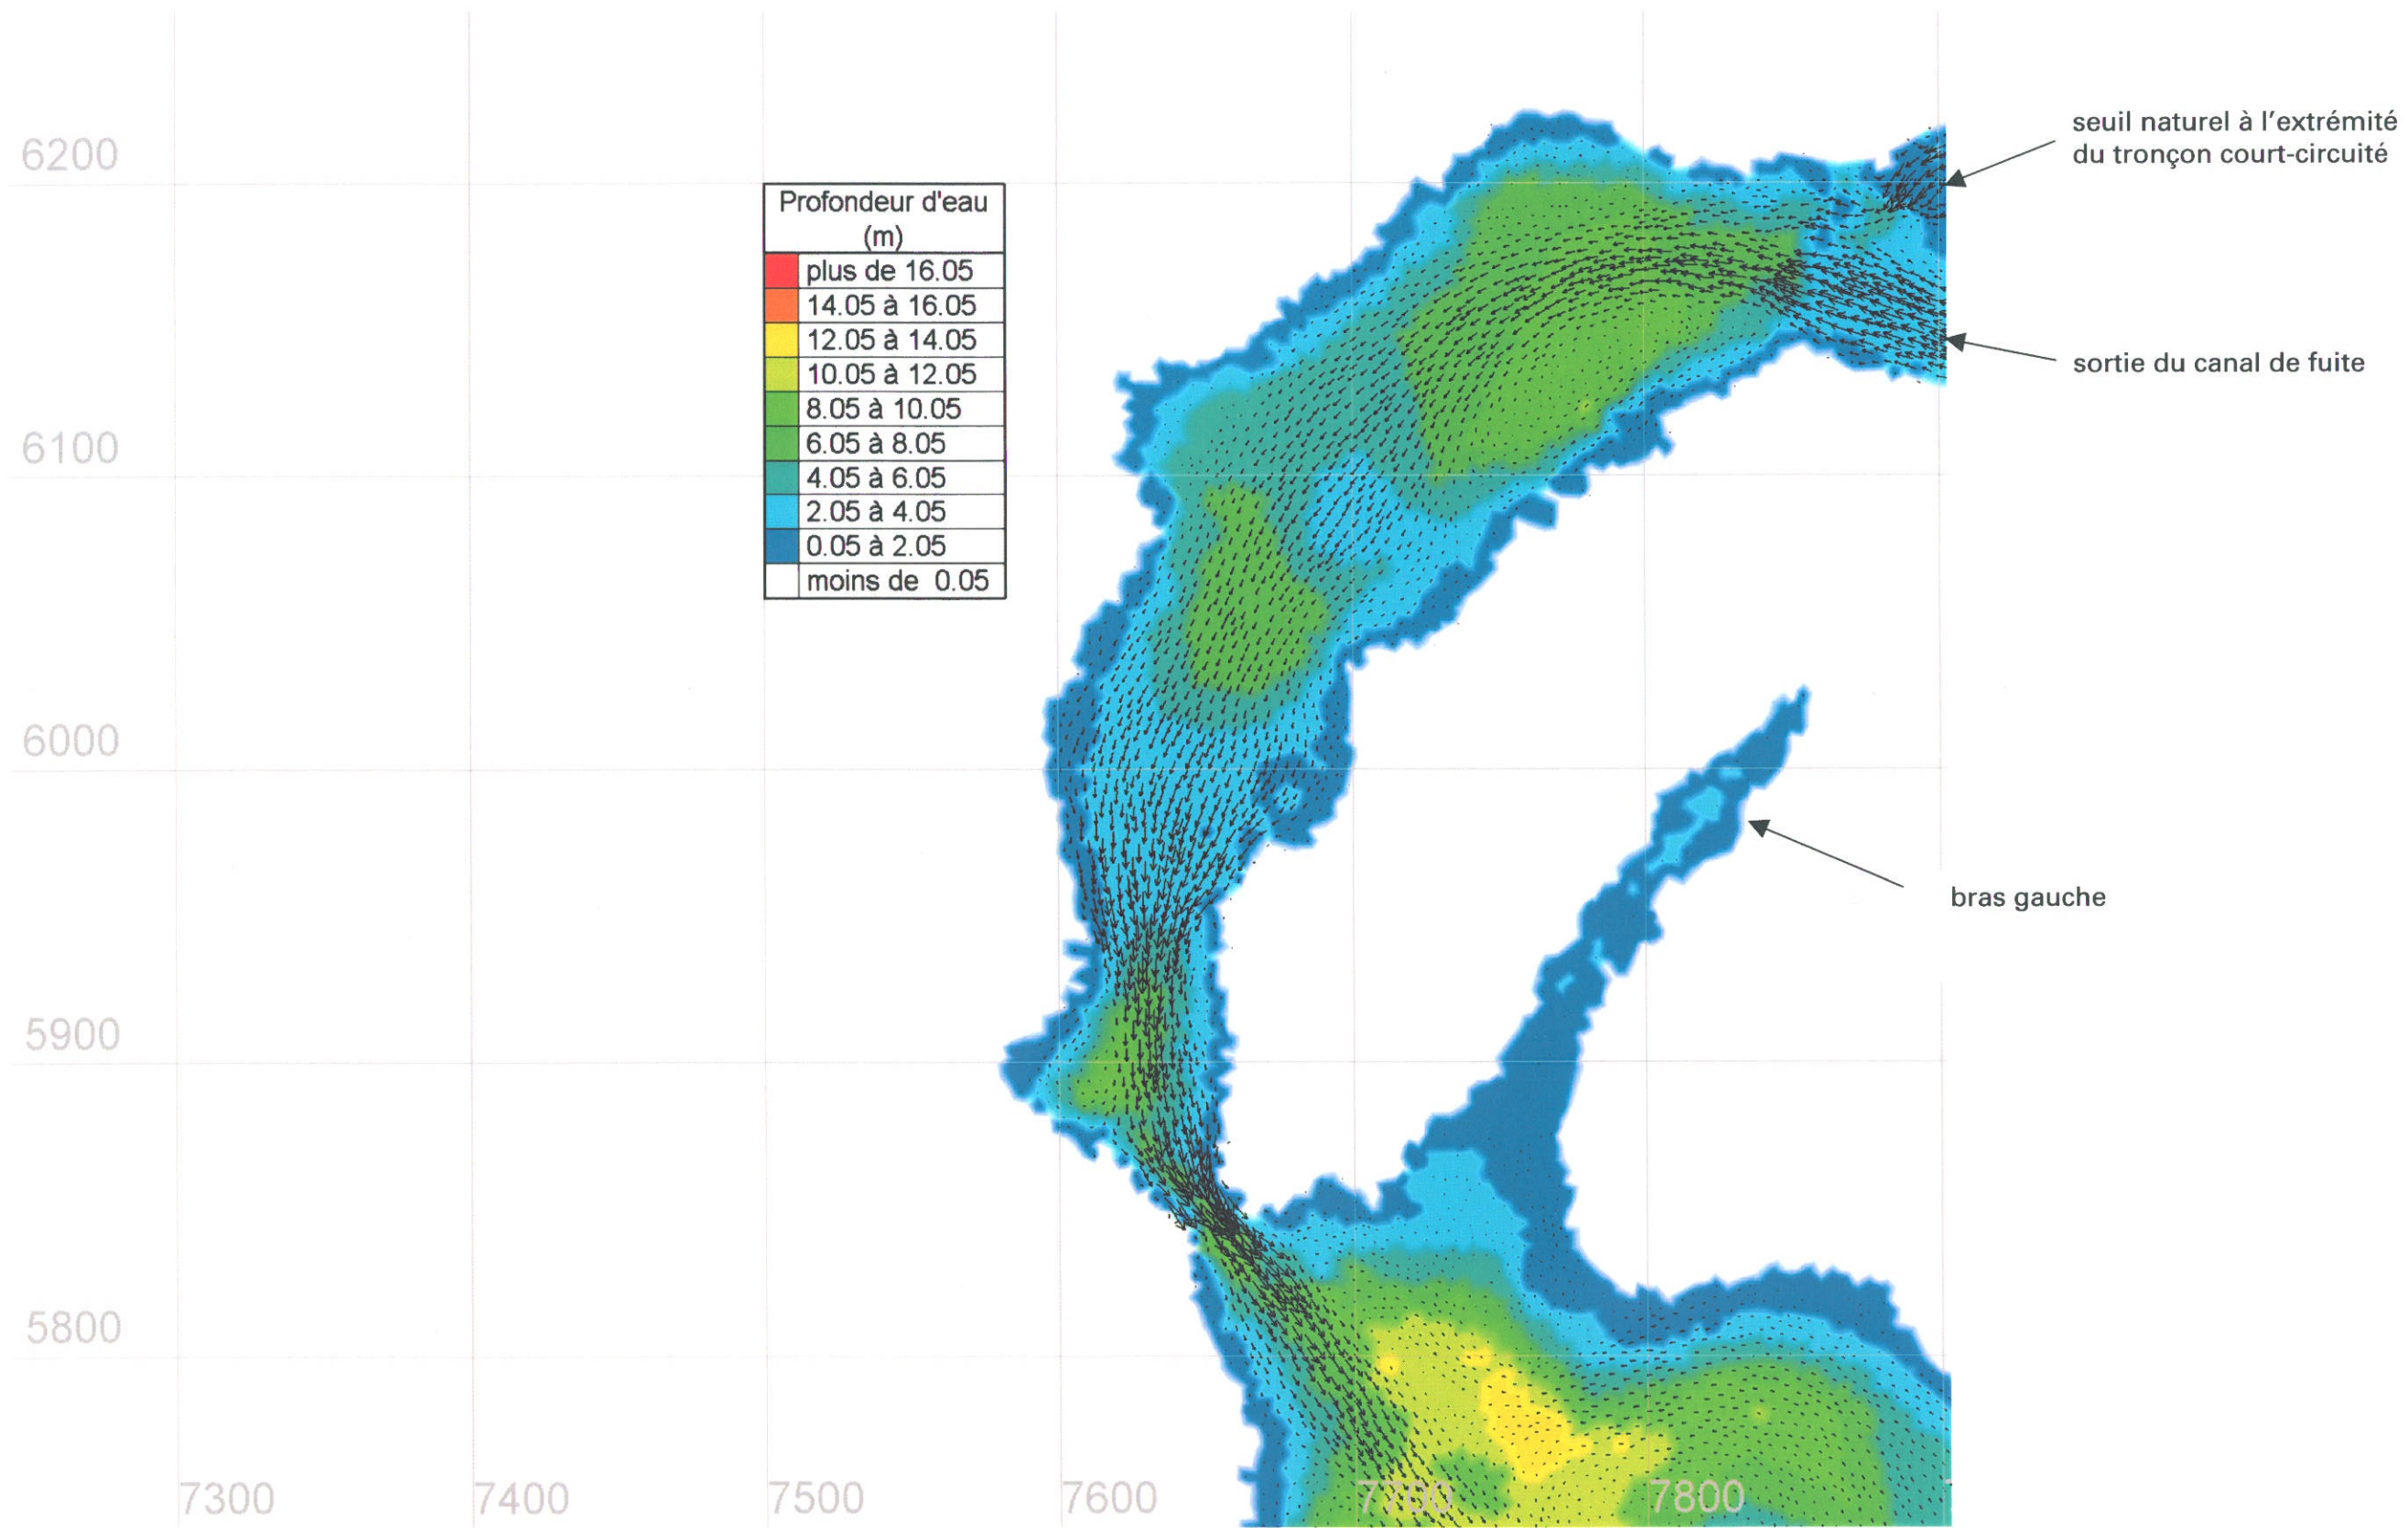 seuil naturel à l'extrémité
du tronçon court-circuité
6200
Profondeur d'eau
(m)
plus de 16.05
14.05 à 16.05
12.05 à 14.05
10.05 à 12.05
8.05 à 10.05
6.05 à 8.05
4.05 à 6.05
2.05 à 4.05
0.05 à 2.05
moins de 0.05
sortie du canal de fuite
6100
6000
bras gauche
5900
5800
7300
7400
7500
7600
7700
7800